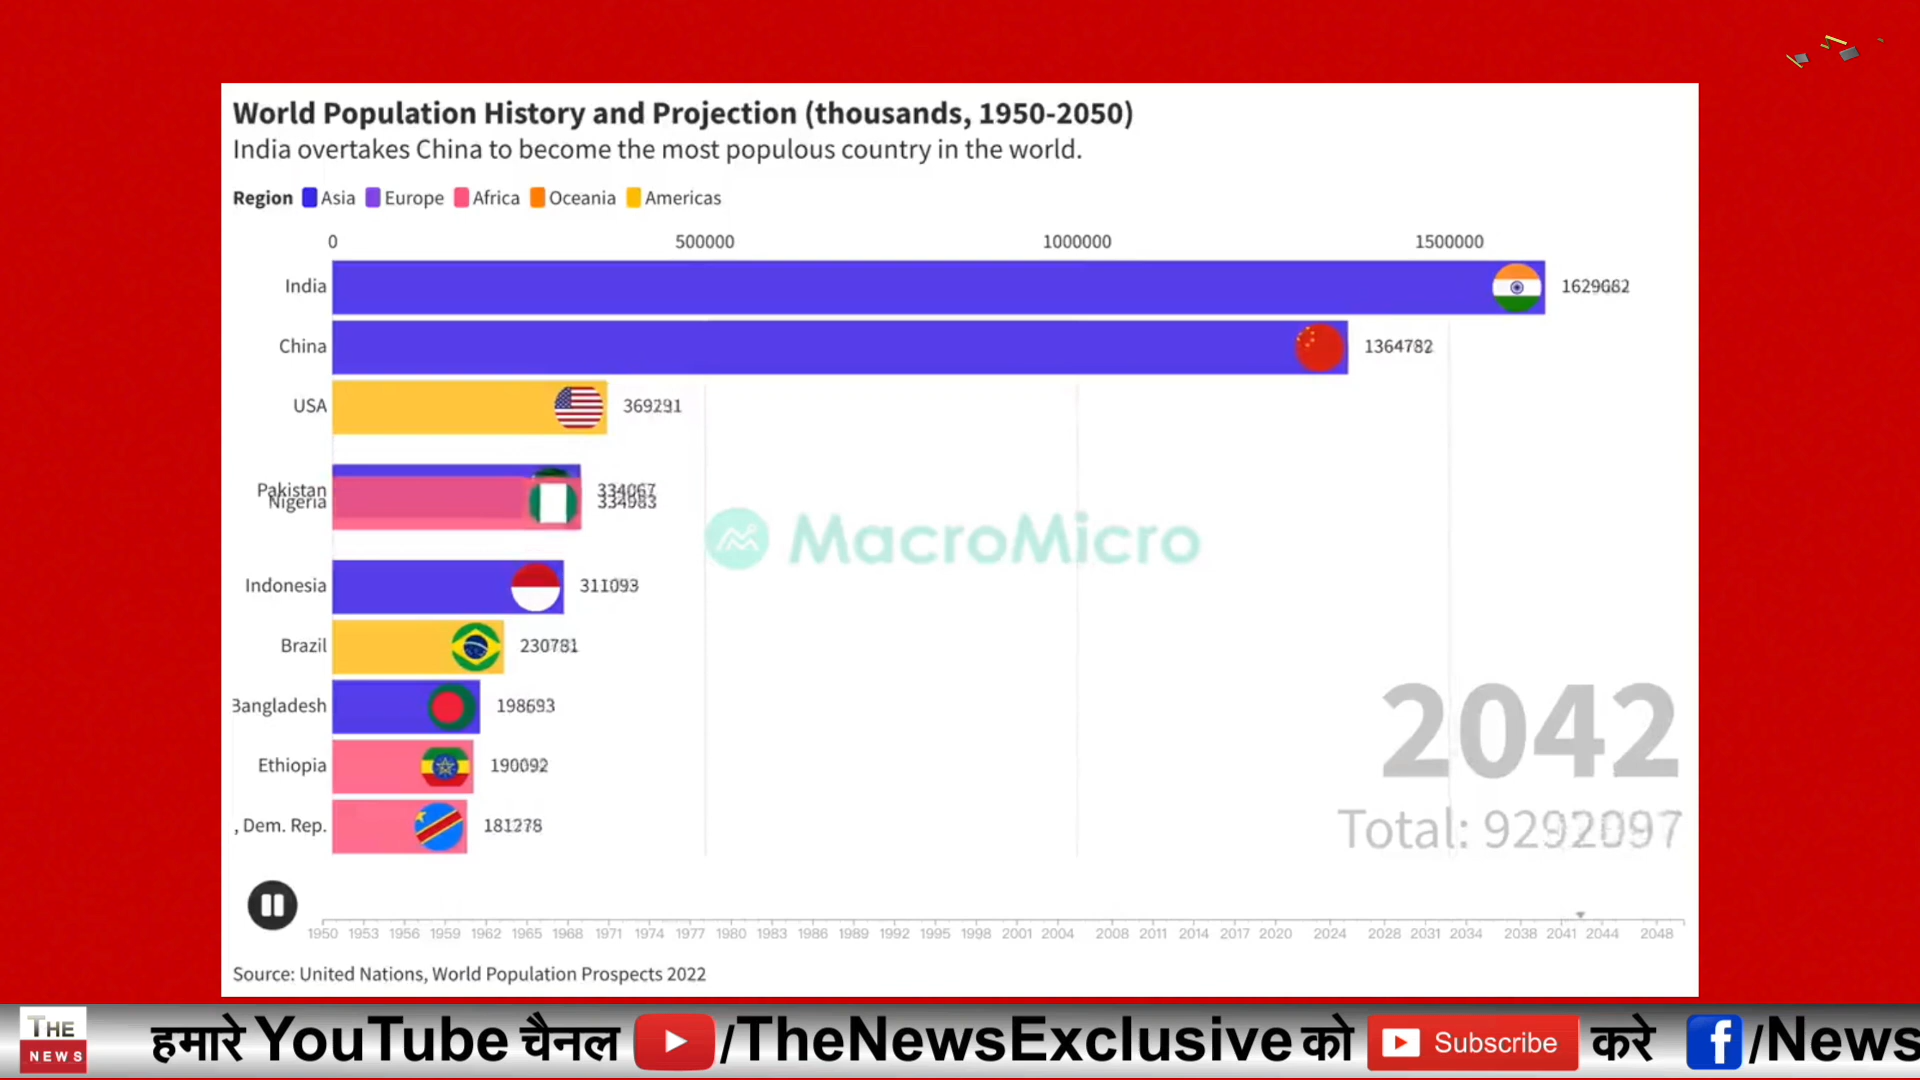 World Population History and Projection (thousands, 1950-2050)
India overtakes China to become the most populous country in the world.
Region Asia Europe Africa Oceania Americas
0 500000 1000000 1500000
India
China 1364782
USA
Pakistan 334067
Nigeria
Indonesia 311093
Brazil 230781
Bangladesh 198693
Ethiopia 190092
, Dem. Rep. 181278
MacroMicro
2042
Total:
1950 1953 1956 1959 1962 1965 1968 1971 1974 1977 1980 1983 1986 1989 1992 1995 1998 2001 2004 2008 2011 2014 2017 2020 2024 2028 2031 2034 2038 2041 2044 2048
Source: United Nations, World Population Prospects 2022
THE NEWS
हमारे YouTube चैनल /TheNewsExclusive को Subscribe करे f /News